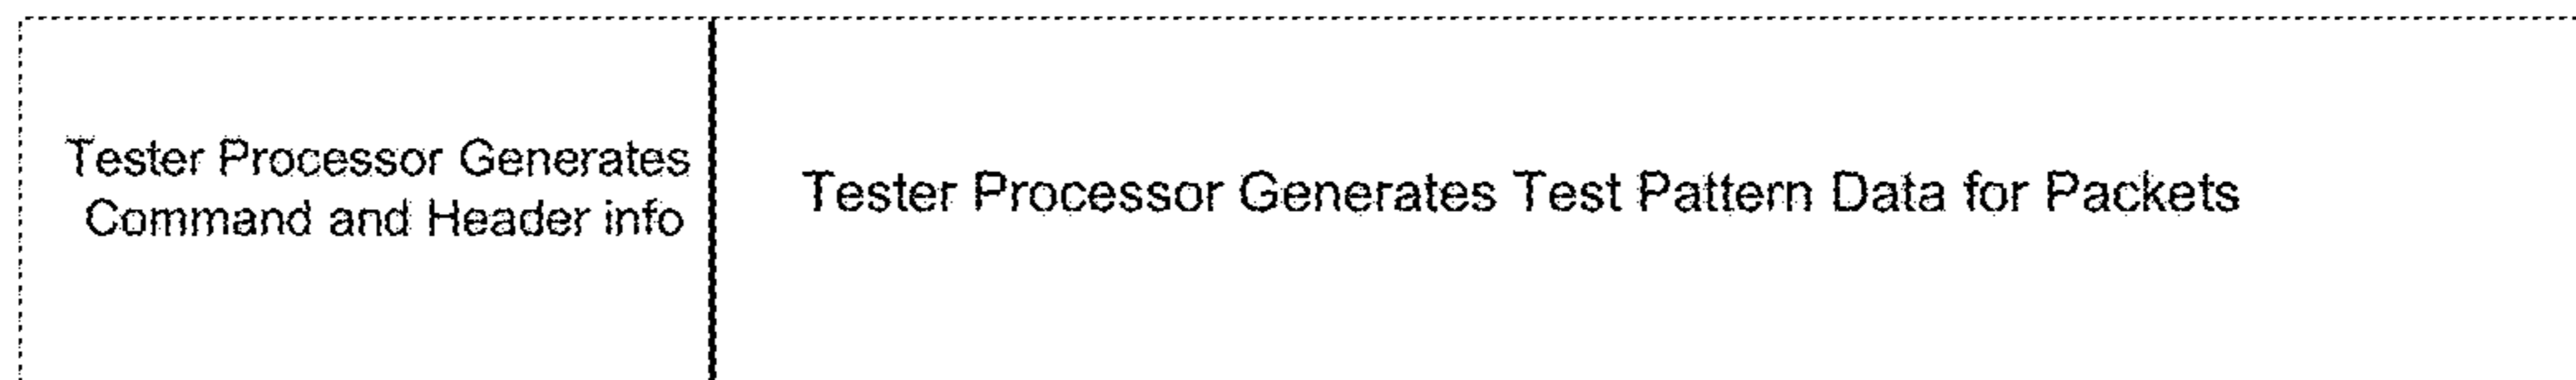 Tester Processor Generates
Command and Header info
Tester Processor Generates Test Pattern Data for Packets